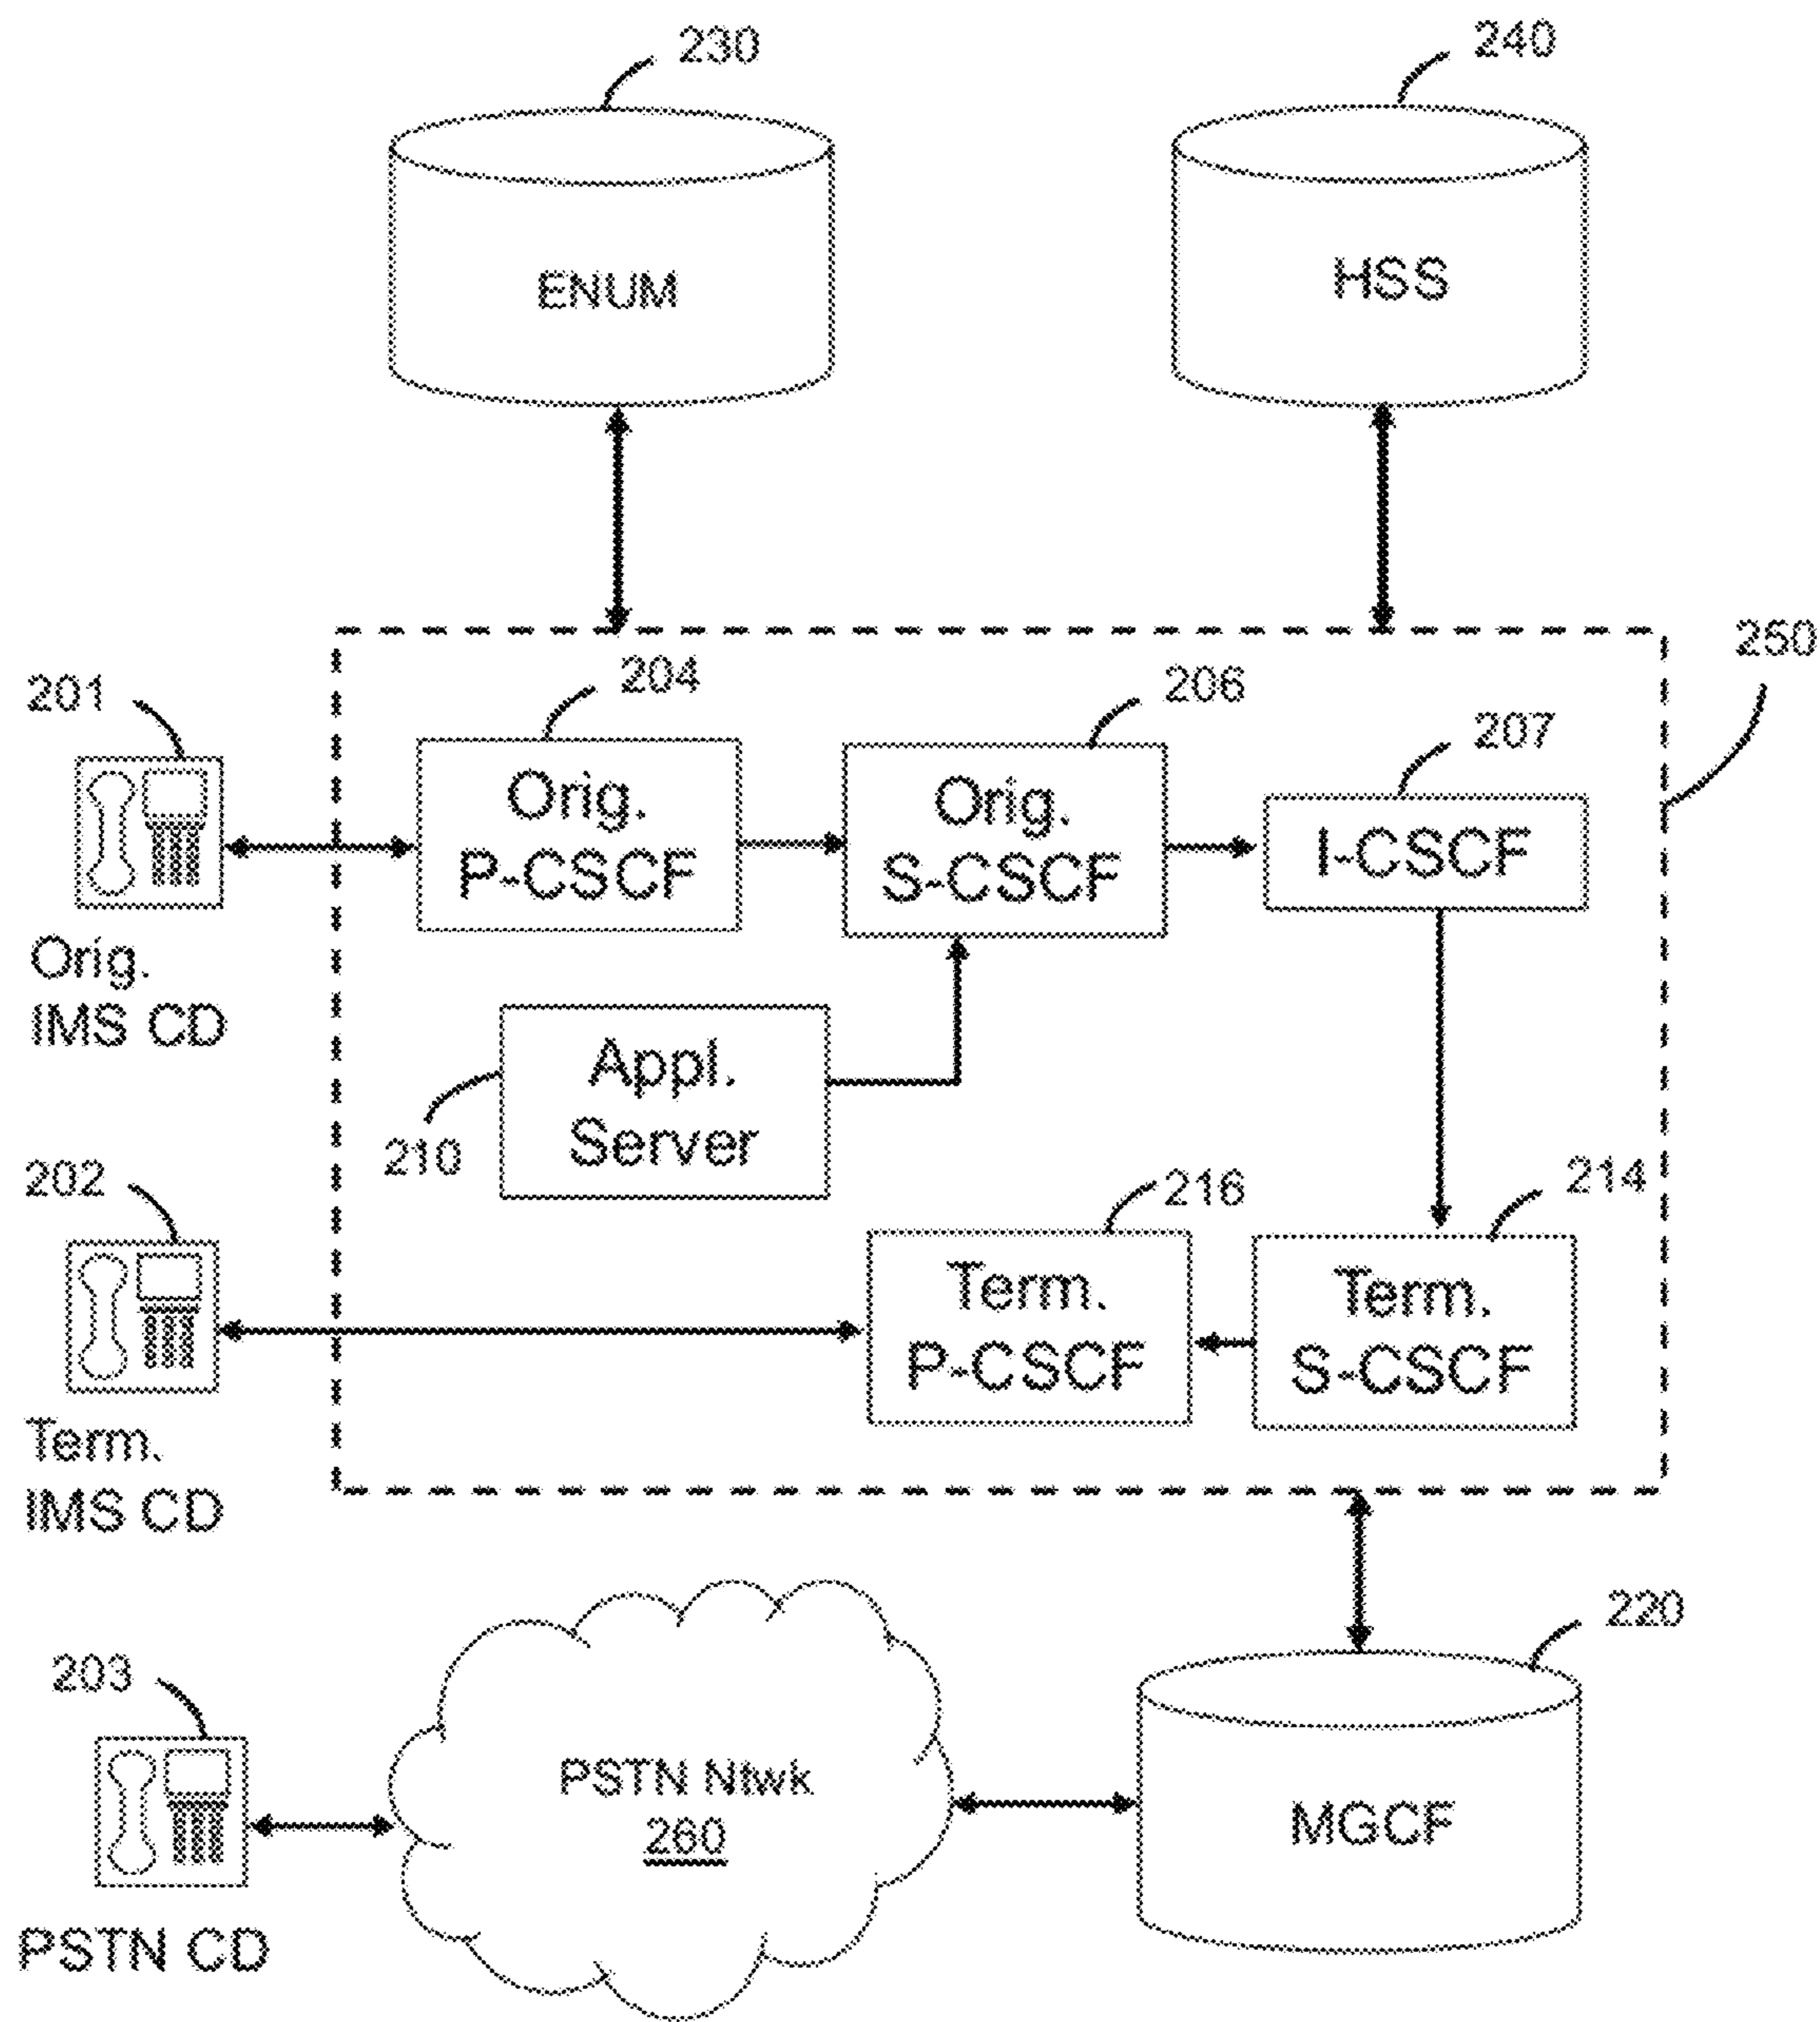 230
240
ENUM
HSS
250
201
204
206
207
Orig.
P-CSCF
Orig.
S-CSCF
I-CSCF
Orig.
IMS CD
Appl.
Server
210
202
216
214
Term.
P-CSCF
Term.
S-CSCF
Term.
IMS CD
220
203
PSTN Ntwk
260
MGCF
PSTN CD